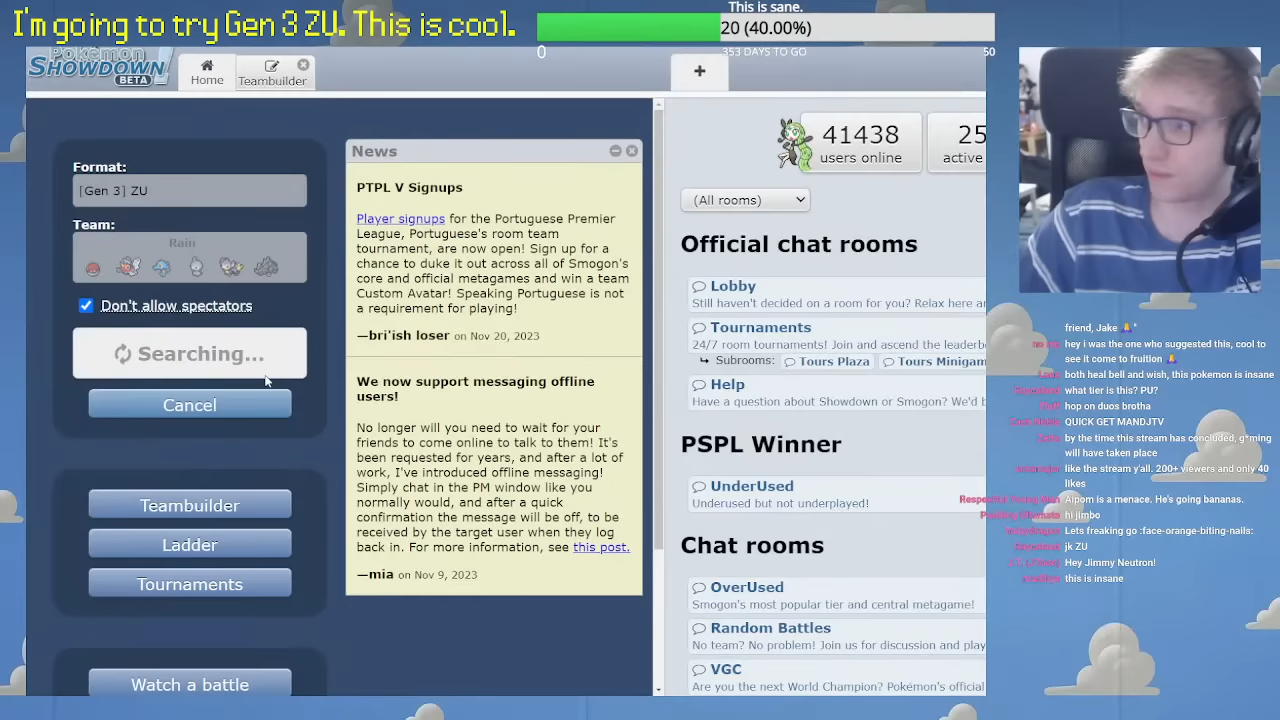 I'm going to try Gen 3 ZU. This is cool.
This is sane.
20 (40.00%)
0
353 DAYS TO GO
50
Pokémon
SHOWDOWN!
BETA
Home
Teambuilder
+
Format:
[Gen 3] ZU
Team:
Rain
Don't allow spectators
Searching...
Cancel
Teambuilder
Ladder
Tournaments
Watch a battle
News
PTPL V Signups
Player signups for the Portuguese Premier
League, Portuguese's room team
tournament, are now open! Sign up for a
chance to duke it out across all of Smogon's
core and official metagames and win a team
Custom Avatar! Speaking Portuguese is not
a requirement for playing!
—bri'ish loser on Nov 20, 2023
We now support messaging offline
users!
No longer will you need to wait for your
friends to come online to talk to them! It's
been requested for years, and after a lot of
work, I've introduced offline messaging!
Simply chat in the PM window like you
normally would, and after a quick
confirmation the message will be off, to be
received by the target user when they log
back in. For more information, see this post.
—mia on Nov 9, 2023
41438
users online
25
active
(All rooms)
Official chat rooms
Lobby
Still haven't decided on a room for you? Relax here a
Tournaments
24/7 room tournaments! Join and ascend the leaderb
Subrooms: Tours Plaza Tours Minigam
Help
Have a question about Showdown or Smogon? We'd b
PSPL Winner
UnderUsed
Underused but not underplayed!
Chat rooms
OverUsed
Smogon's most popular tier and central metagame!
Random Battles
No team? No problem! Join us for discussion and play
VGC
Are you the next World Champion? Pokémon's official
friend, Jake 🙏"
hey i was the one who suggested this, cool to
see it come to fruition 🙏
both heal bell and wish, this pokemon is insane
what tier is this? PU?
hop on duos brotha
QUICK GET MANDJTV
by the time this stream has concluded, g*ming
will have taken place
like the stream y'all. 200+ viewers and only 40
likes
Aipom is a menace. He's going bananas.
hi jimbo
Lets freaking go :face-orange-biting-nails:
jk ZU
Hey Jimmy Neutron!
this is insane